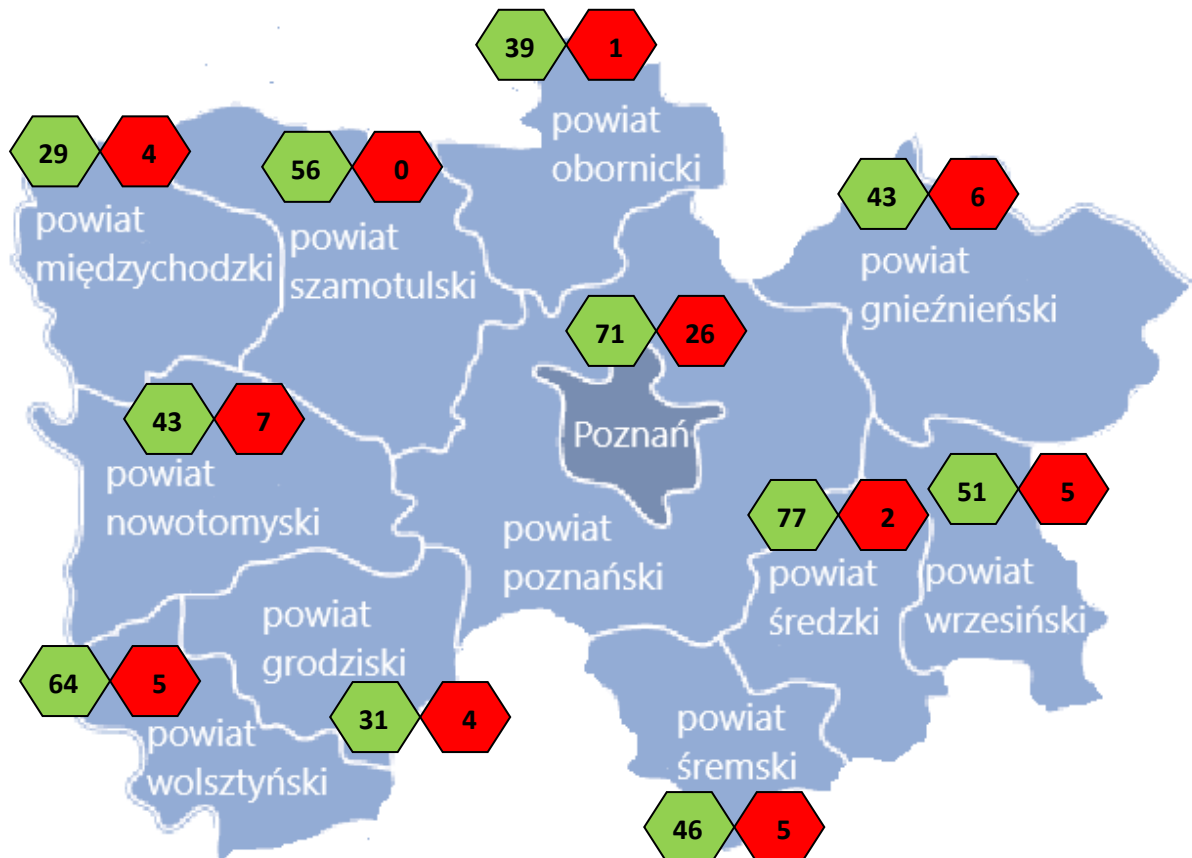 39 1
powiat
obornicki
29 4
powiat
międzychodzki
56 0
powiat
szamotulski
43 6
powiat
gnieźnieński
71 26
Poznań
43 7
powiat
nowotomyski
powiat
poznański
77 2
powiat
średzki
51 5
powiat
wrzesiński
powiat
grodziski
31 4
64 5
powiat
wolsztyński
powiat
śremski
46 5